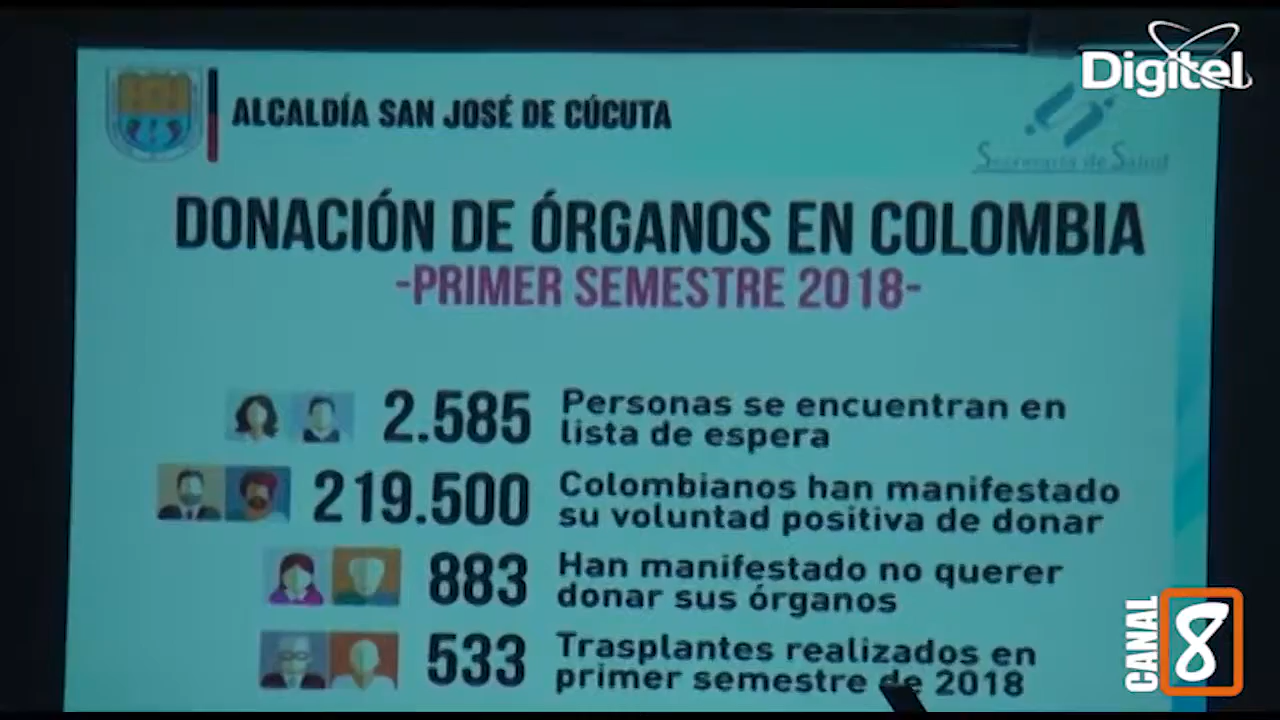 Digitel
ALCALDÍA SAN JOSÉ DE CÚCUTA
Secretaría de Salud
DONACIÓN DE ÓRGANOS EN COLOMBIA
-PRIMER SEMESTRE 2018-
2.585 Personas se encuentran en
lista de espera
219.500 Colombianos han manifestado
su voluntad positiva de donar
883 Han manifestado no querer
donar sus órganos
533 Trasplantes realizados en
primer semestre de 2018
CANAL 8